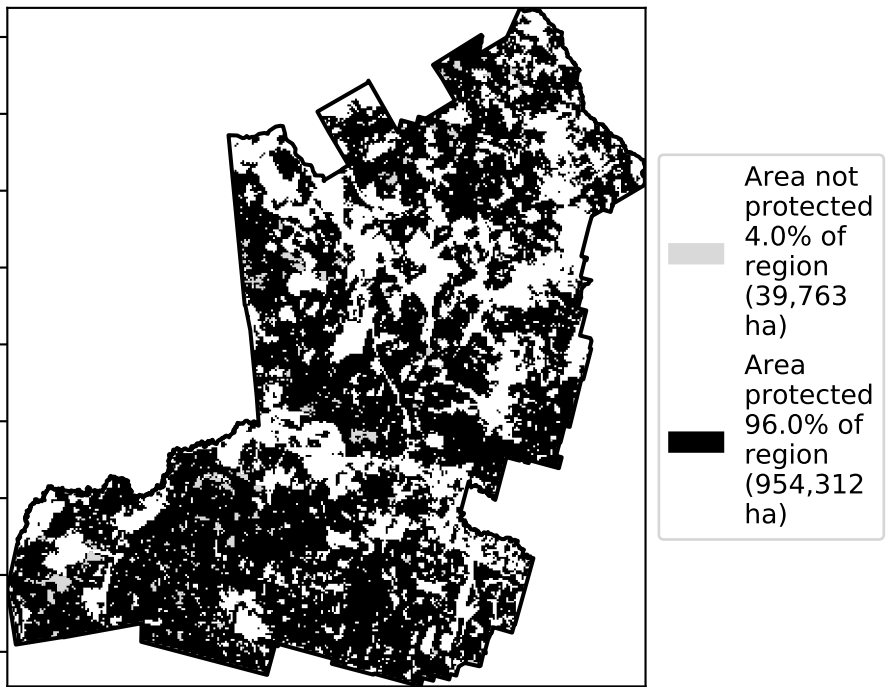 Area not
protected
4.0% of
region
(39,763
ha)
Area
protected
96.0% of
region
(954,312
ha)